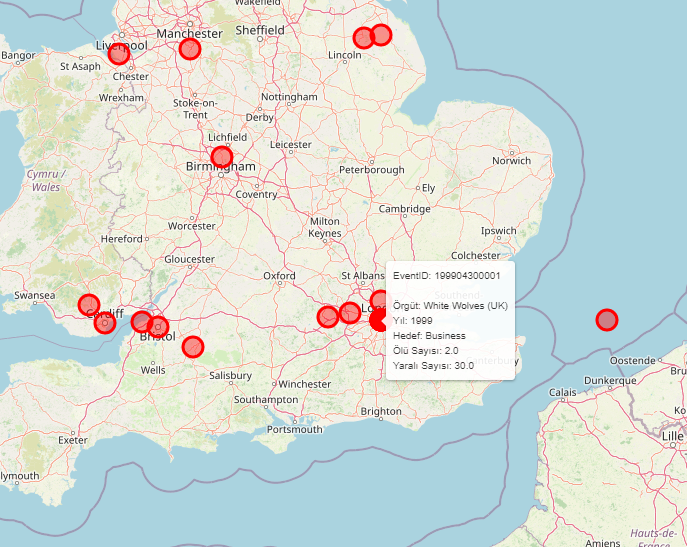 Wakefield
Manchester
Liverpool
Sheffield
Bangor
St Asaph
Chester
Lincoln
Wrexham
Stoke-on-
Trent
Nottingham
Derby
Lichfield
Leicester
Norwich
Cymru /
Wales
Birmingham
Peterborough
Coventry
Ely
Worcester
Cambridge
Milton
Keynes
Hereford
Ipswich
Gloucester
Colchester
Oxford
St Albans
EventID: 199904300001
Swansea
Southend
Örgüt: White Wolves (UK)
Cardiff
Yıl: 1999
Bristol
Hedef: Business
Ölü Sayısı: 2.0
Canterbury
Yaralı Sayısı: 30.0
Wells
Salisbury
Winchester
Oostende
Dunkerque
Calais
Southampton
Brighton
Portsmouth
Exeter
Lille
Plymouth
Hauts-de-
France
Amiens